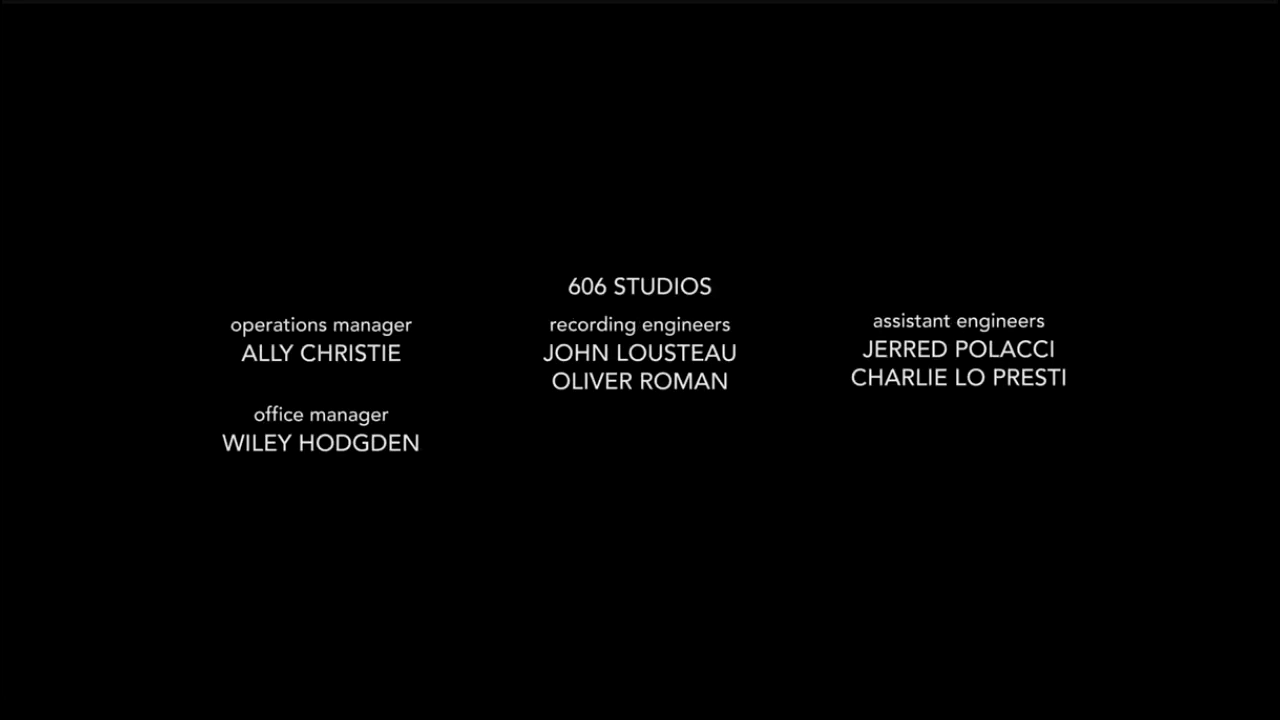 606 STUDIOS
operations manager
ALLY CHRISTIE
office manager
WILEY HODGDEN
recording engineers
JOHN LOUSTEAU
OLIVER ROMAN
assistant engineers
JERRED POLACCI
CHARLIE LO PRESTI